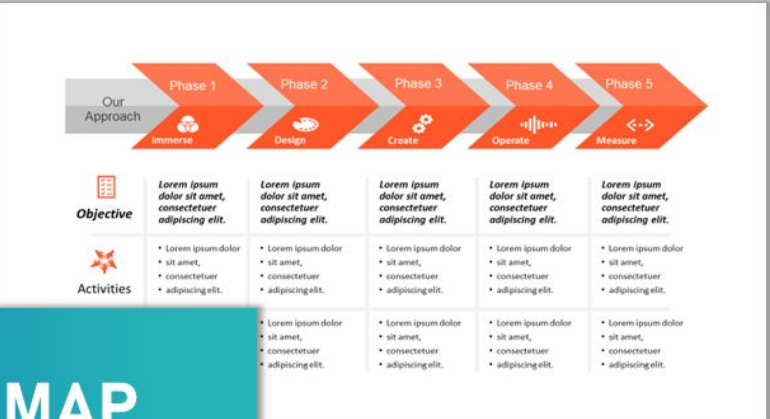 Our
Approach
Phase 1
Immerse
Phase 2
Design
Phase 3
Create
Phase 4
Operate
Phase 5
Measure
Objective
Lorem ipsum
dolor sit amet,
consectetuer
adipiscing elit.
Lorem ipsum
dolor sit amet,
consectetuer
adipiscing elit.
Lorem ipsum
dolor sit amet,
consectetuer
adipiscing elit.
Lorem ipsum
dolor sit amet,
consectetuer
adipiscing elit.
Lorem ipsum
dolor sit amet,
consectetuer
adipiscing elit.
Activities
• Lorem ipsum dolor
• sit amet,
• consectetuer
• adipiscing elit.
• Lorem ipsum dolor
• sit amet,
• consectetuer
• adipiscing elit.
• Lorem ipsum dolor
• sit amet,
• consectetuer
• adipiscing elit.
• Lorem ipsum dolor
• sit amet,
• consectetuer
• adipiscing elit.
• Lorem ipsum dolor
• sit amet,
• consectetuer
• adipiscing elit.
• Lorem ipsum dolor
• sit amet,
• consectetuer
• adipiscing elit.
• Lorem ipsum dolor
• sit amet,
• consectetuer
• adipiscing elit.
• Lorem ipsum dolor
• sit amet,
• consectetuer
• adipiscing elit.
• Lorem ipsum dolor
• sit amet,
• consectetuer
• adipiscing elit.
MAP